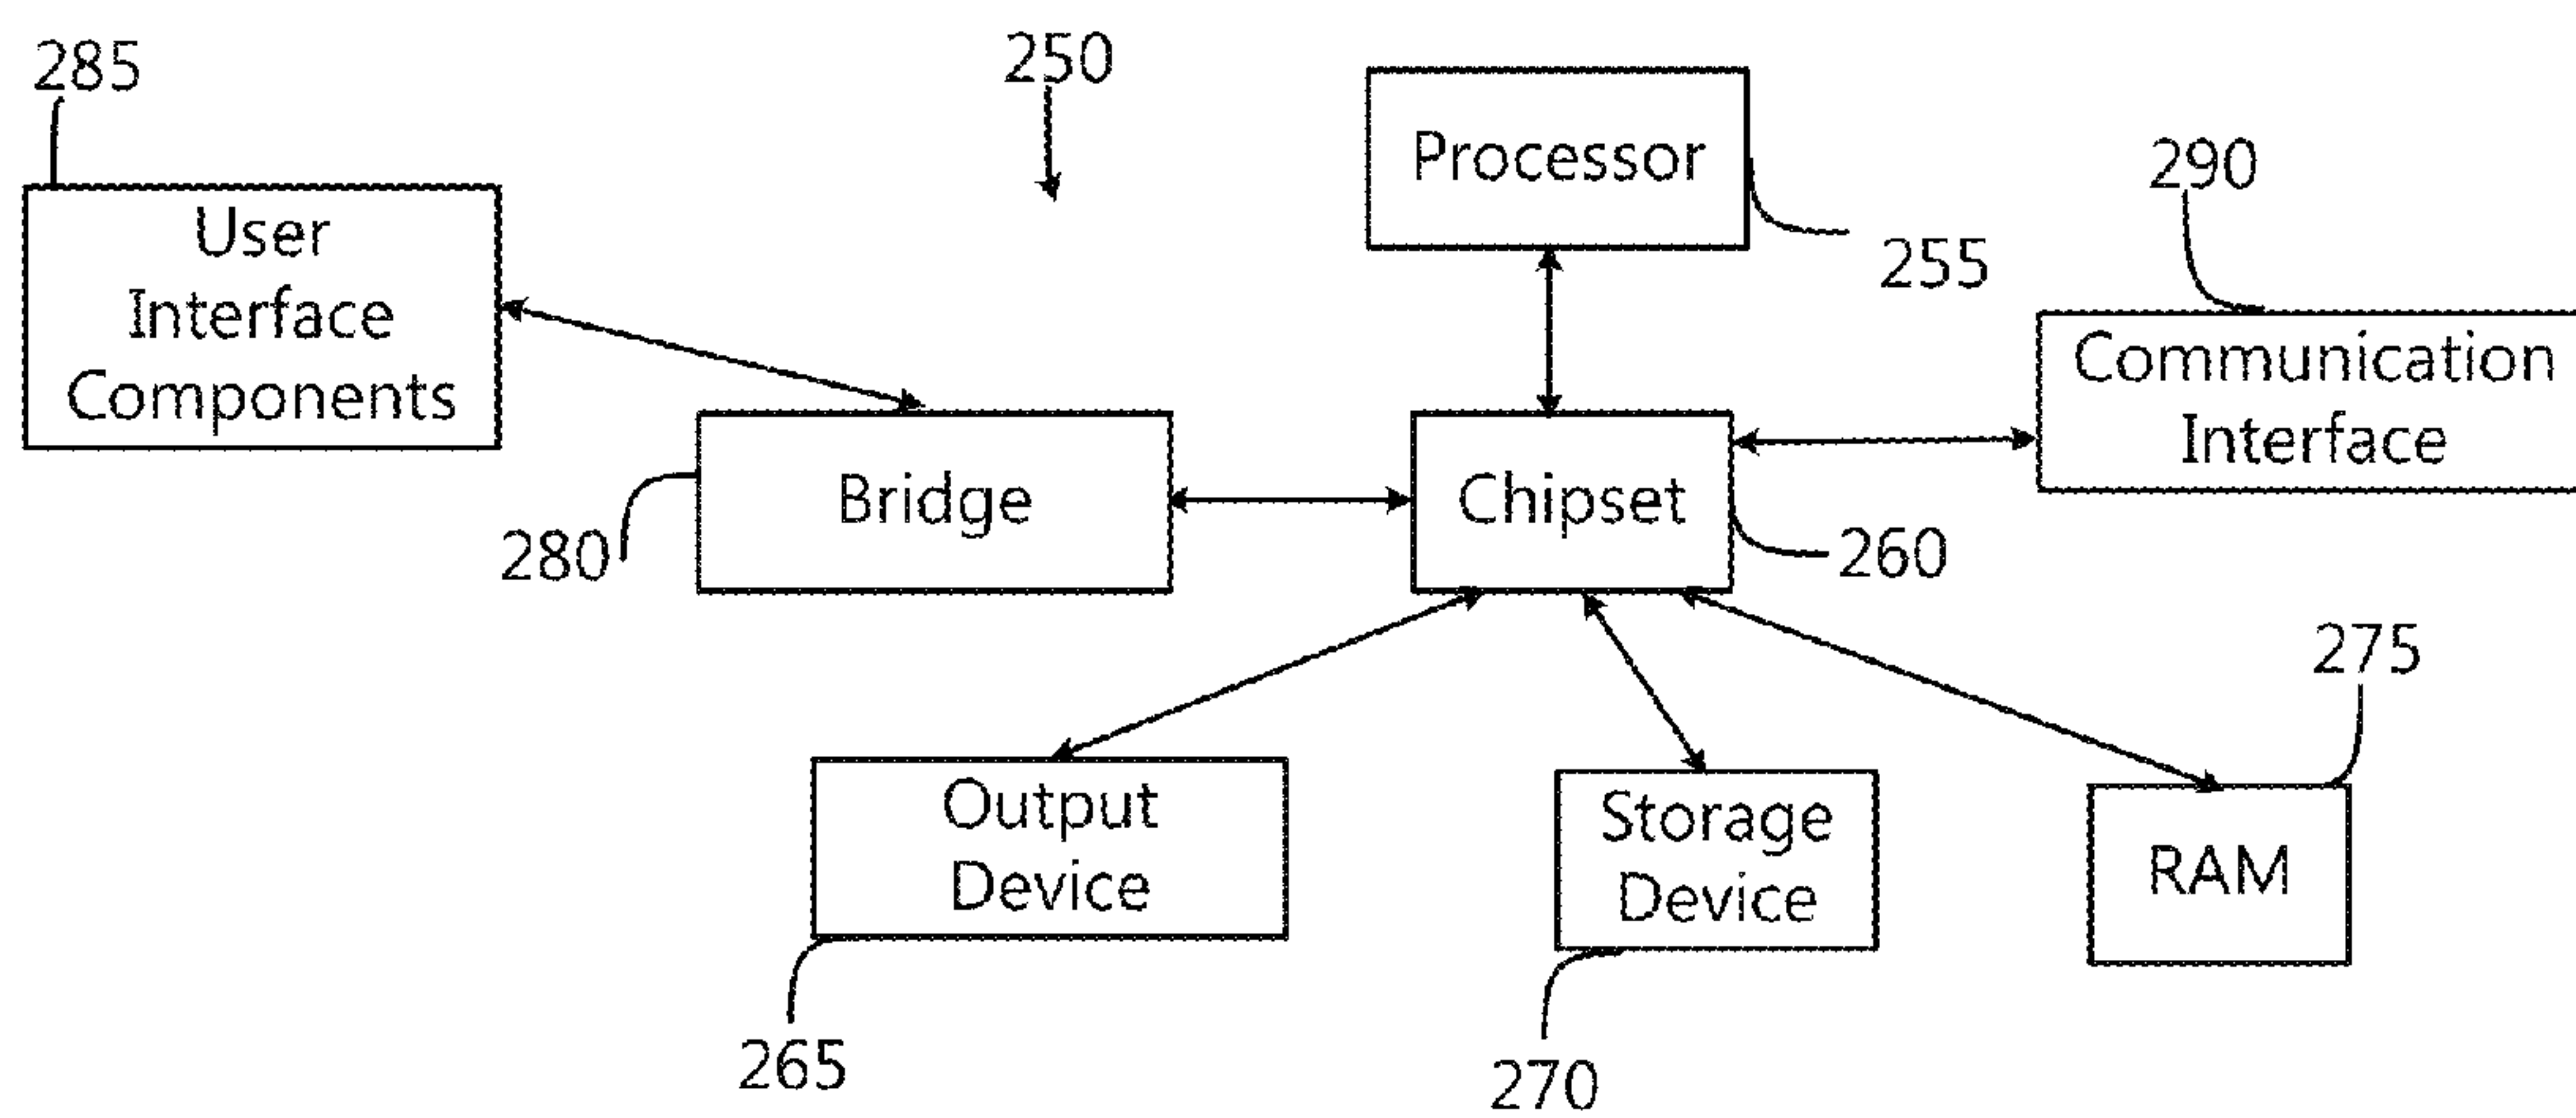 285
250
Processor
290
User
Interface
Components
255
Communication
Interface
Bridge
Chipset
280
260
275
Output
Device
Storage
Device
RAM
265
270